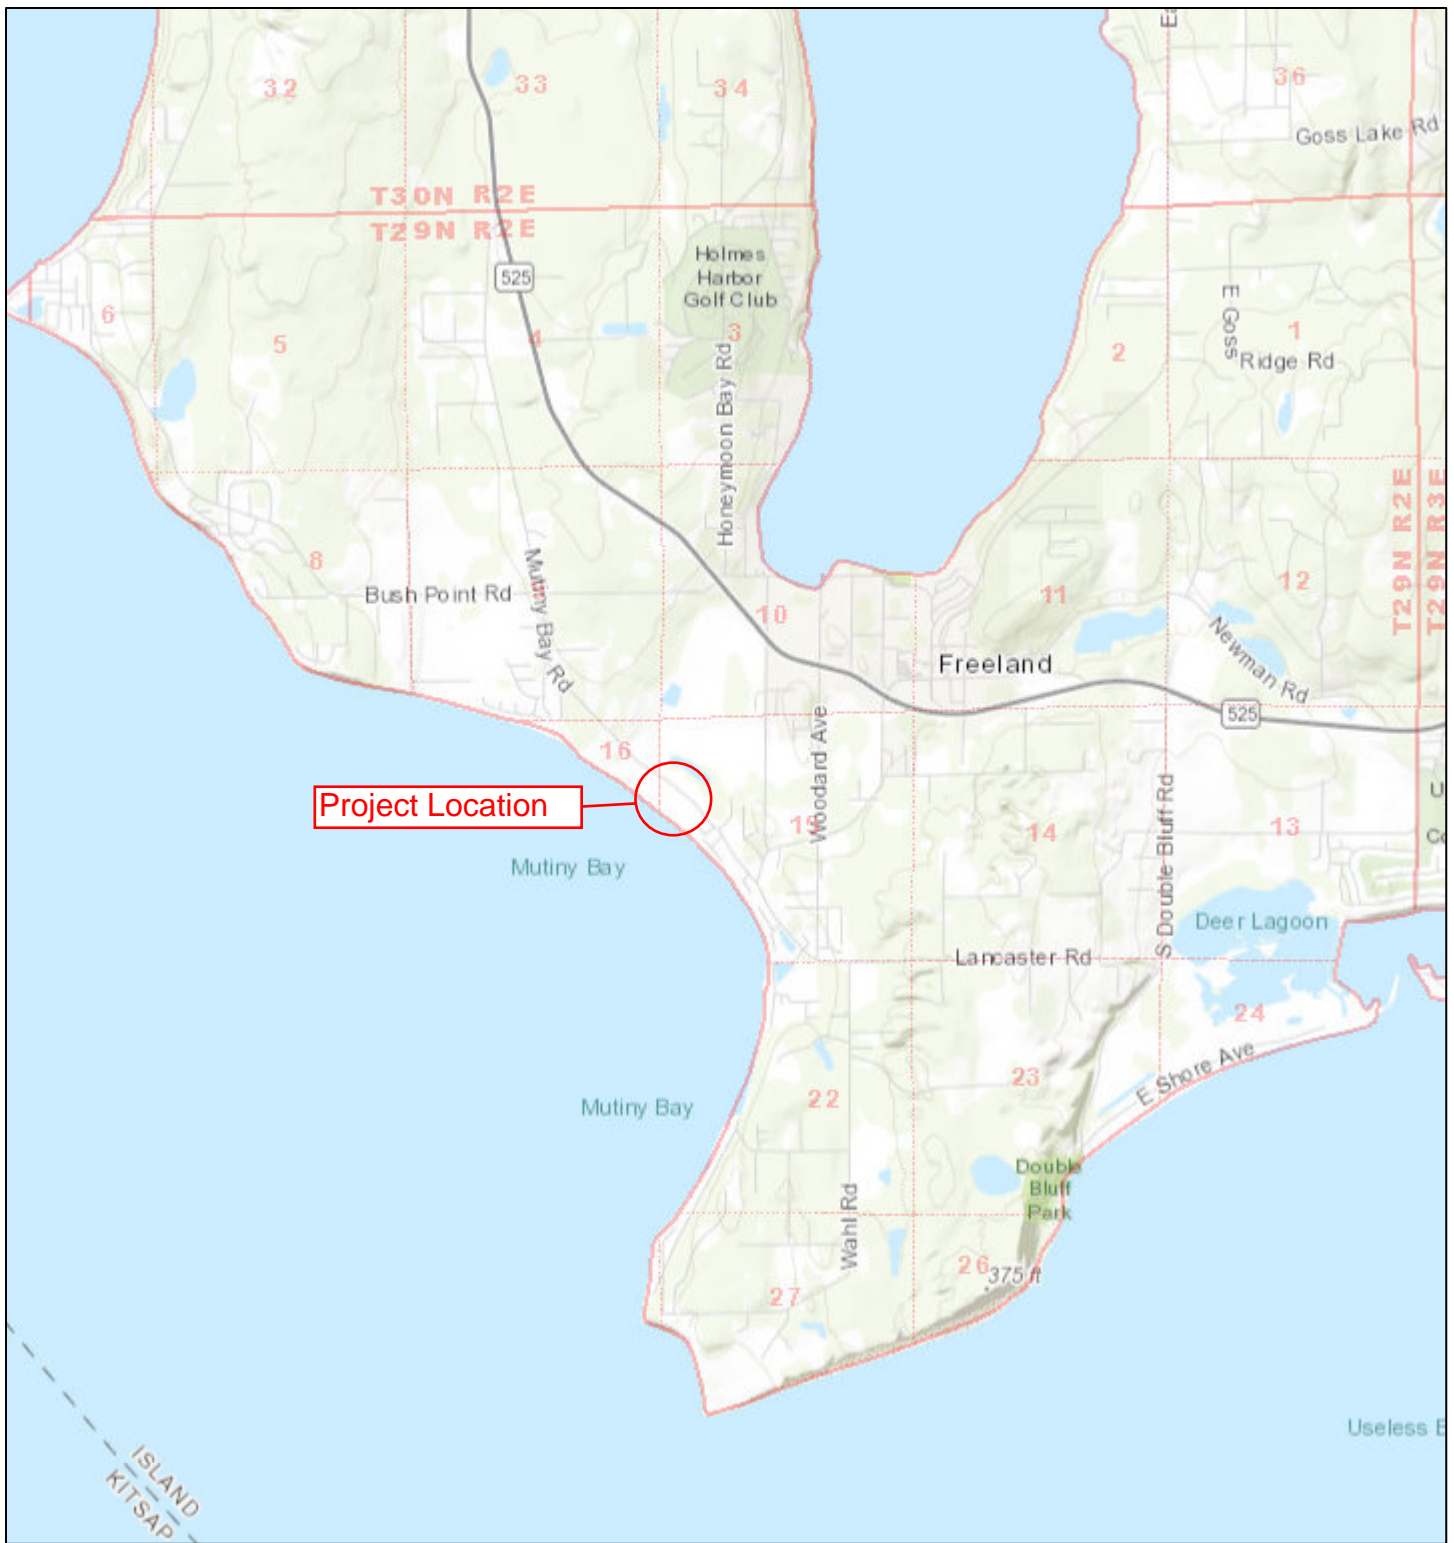 Ea
32
33
34
36
Goss Lake Rd
T30N R2E
T29N R2E
Holmes
Harbor
Golf Club
525
6
5
4
3
2
1
E Goss
Ridge Rd
Honeymoon Bay Rd
T29N R2E
T29N R3E
8
Bush Point Rd
Mutiny Bay Rd
10
11
12
Newman Rd
Freeland
525
16
Woodard Ave
Project Location
15
14
S Double Bluff Rd
13
U
Co
Mutiny Bay
Deer Lagoon
Lancaster Rd
24
23
E Shore Ave
22
Mutiny Bay
Double
Bluff
Park
Wahl Rd
26
375 ft
27
Useless B
ISLAND
KITSAP